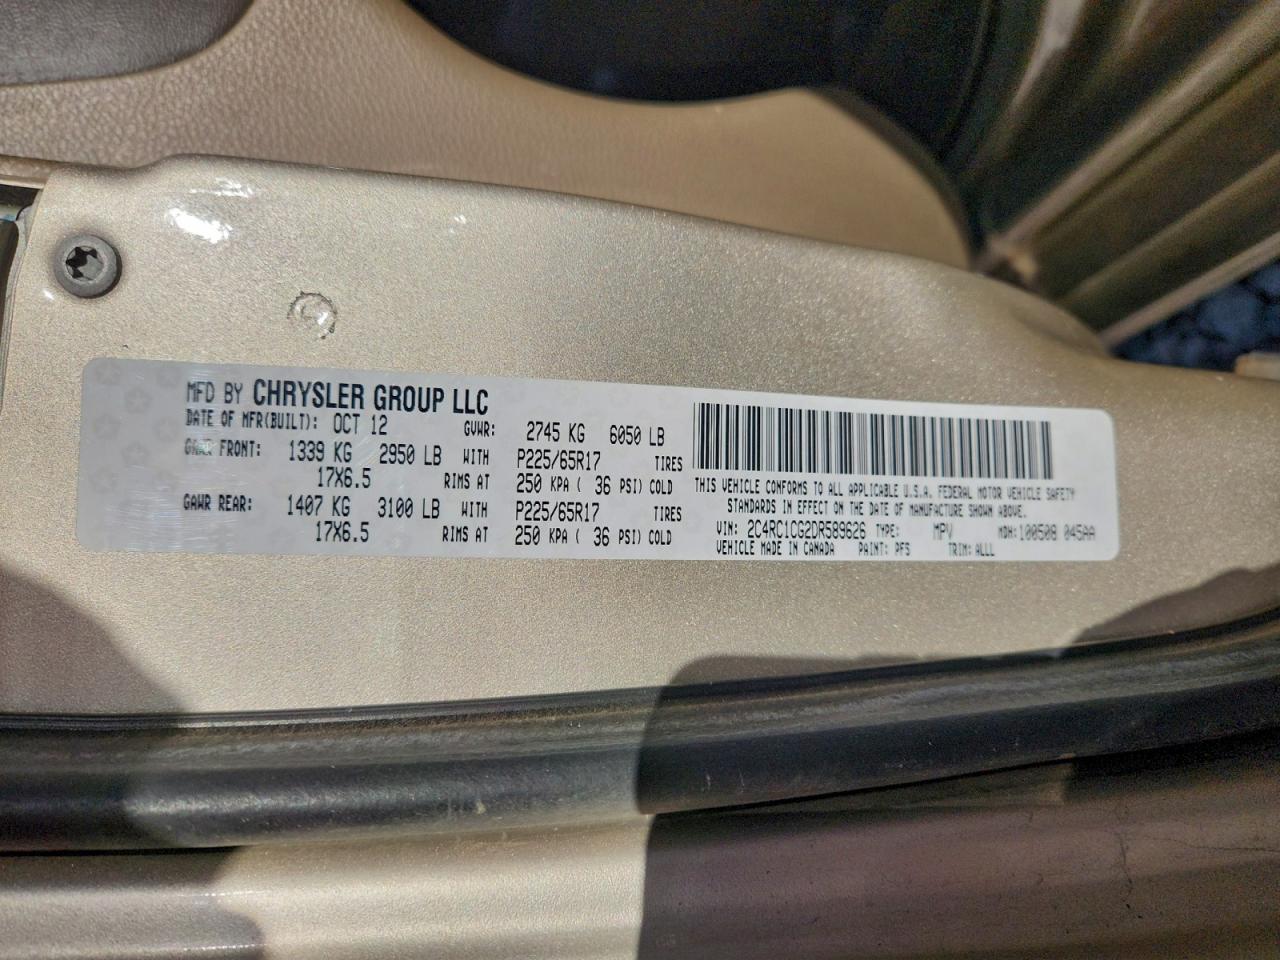 MFD BY CHRYSLER GROUP LLC
DATE OF MFR(BUILT): OCT 12 GVWR: 2745 KG 6050 LB
GAWR FRONT: 1339 KG 2950 LB WITH P225/65R17 TIRES
17X6.5 RIMS AT 250 KPA ( 36 PSI) COLD
GAWR REAR: 1407 KG 3100 LB WITH P225/65R17 TIRES
17X6.5 RIMS AT 250 KPA ( 36 PSI) COLD
THIS VEHICLE CONFORMS TO ALL APPLICABLE U.S.A. FEDERAL MOTOR VEHICLE SAFETY
STANDARDS IN EFFECT ON THE DATE OF MANUFACTURE SHOWN ABOVE.
VIN: 2C4RC1CG2DR589626 TYPE: MPV MDH: 100508 045AA
VEHICLE MADE IN CANADA PAINT: PFS TRIM: ALLL